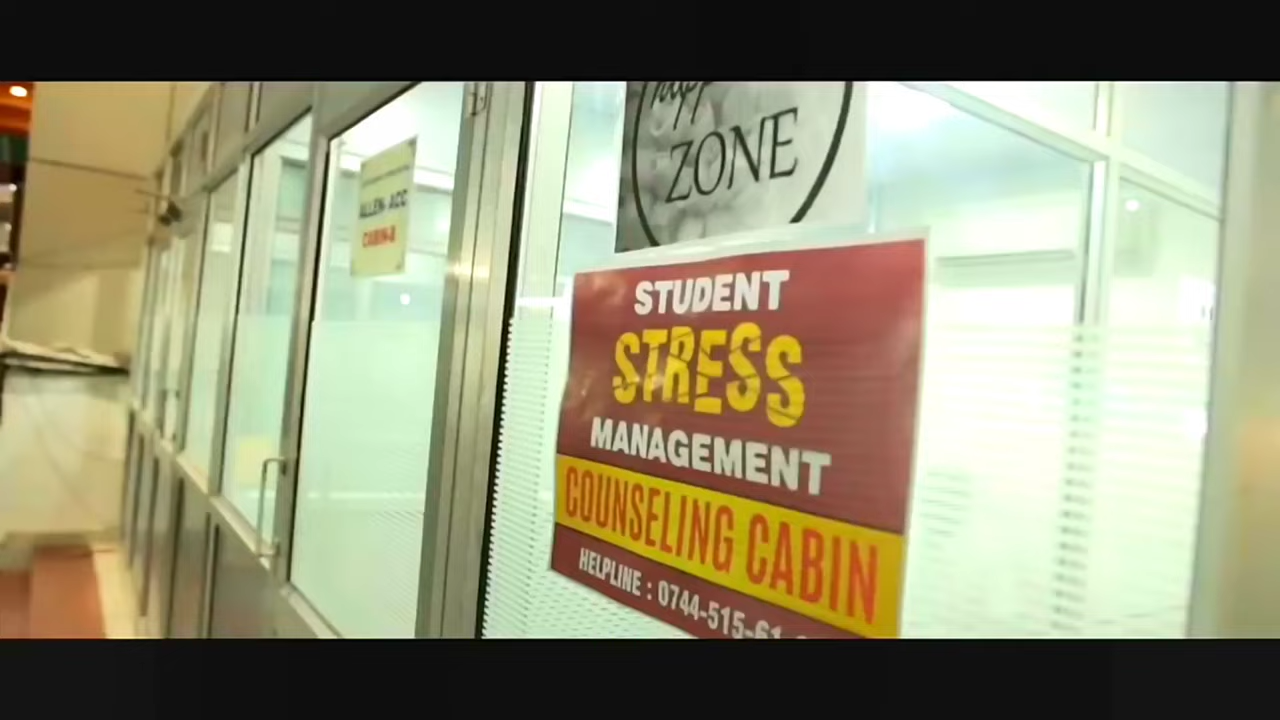 ZONE
ALLEN- ACC
CABIN-8
STUDENT
STRESS
MANAGEMENT
COUNSELING CABIN
HELPLINE : 0744-515-61